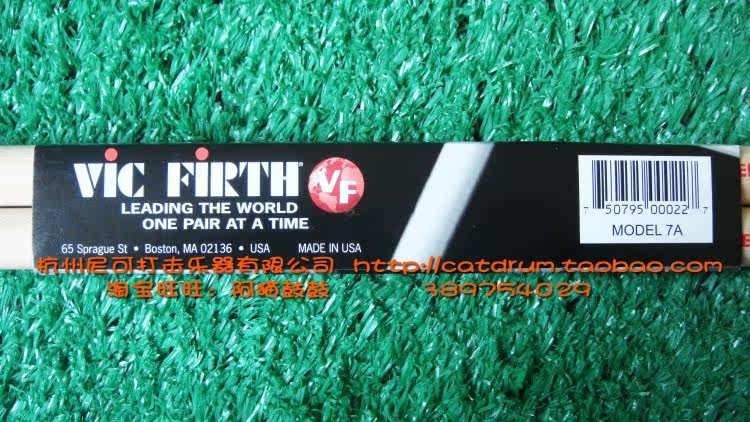 VIC FIRTH
VF
LEADING THE WORLD
ONE PAIR AT A TIME
65 Sprague St • Boston, MA 02136 • USA MADE IN USA
7 50795 00022 7
MODEL 7A
杭州尼可打击乐器有限公司 http://catdrum.taobao.com
淘宝旺旺：阿猫鼓鼓 389754029